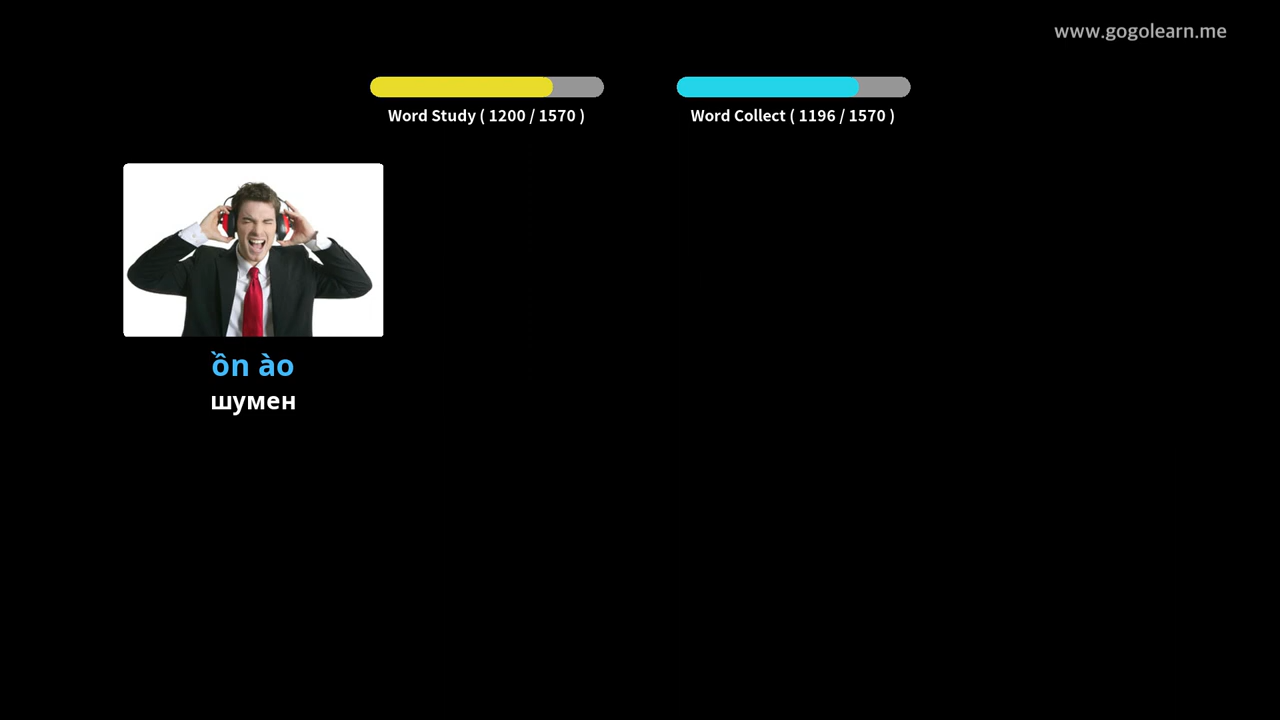 www.gogolearn.me
Word Study ( 1200 / 1570 )
Word Collect ( 1196 / 1570 )
ồn ào
шумен